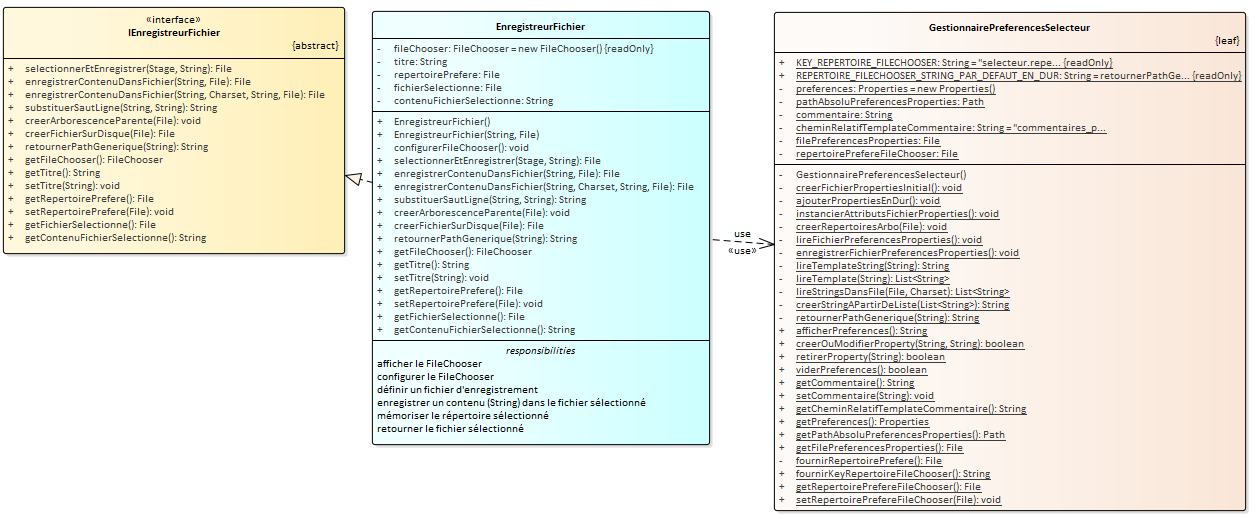 «interface»
IEnregistreurFichier
{abstract}
+ selectionnerEtEnregistrer(Stage, String): File
+ enregistrerContenuDansFichier(String, File): File
+ enregistrerContenuDansFichier(String, Charset, String, File): File
+ substituerSautLigne(String, String): String
+ creerArborescenceParente(File): void
+ creerFichierSurDisque(File): File
+ retournerPathGenerique(String): String
+ getFileChooser(): FileChooser
+ getTitre(): String
+ setTitre(String): void
+ getRepertoirePrefere(): File
+ setRepertoirePrefere(File): void
+ getFichierSelectionne(): File
+ getContenuFichierSelectionne(): String
EnregistreurFichier
- fileChooser: FileChooser = new FileChooser() {readOnly}
- titre: String
- repertoirePrefere: File
- fichierSelectionne: File
- contenuFichierSelectionne: String
+ EnregistreurFichier()
+ EnregistreurFichier(String, File)
- configurerFileChooser(): void
+ selectionnerEtEnregistrer(Stage, String): File
+ enregistrerContenuDansFichier(String, File): File
+ enregistrerContenuDansFichier(String, Charset, String, File): File
+ substituerSautLigne(String, String): String
+ creerArborescenceParente(File): void
+ creerFichierSurDisque(File): File
+ retournerPathGenerique(String): String
+ getFileChooser(): FileChooser
+ getTitre(): String
+ setTitre(String): void
+ getRepertoirePrefere(): File
+ setRepertoirePrefere(File): void
+ getFichierSelectionne(): File
+ getContenuFichierSelectionne(): String
responsibilities
afficher le FileChooser
configurer le FileChooser
définir un fichier d'enregistrement
enregistrer un contenu (String) dans le fichier sélectionné
mémoriser le répertoire sélectionné
retourner le fichier sélectionné
use
«use»
GestionnairePreferencesSelecteur
{leaf}
+ KEY_REPERTOIRE_FILECHOOSER: String = "selecteur.repe... {readOnly}
+ REPERTOIRE_FILECHOOSER_STRING_PAR_DEFAUT_EN_DUR: String = retournerPathGe... {readOnly}
- preferences: Properties = new Properties()
- pathAbsoluPreferencesProperties: Path
- commentaire: String
- cheminRelatifTemplateCommentaire: String = "commentaires_p...
- filePreferencesProperties: File
- repertoirePrefereFileChooser: File
- GestionnairePreferencesSelecteur()
- creerFichierPropertiesInitial(): void
- ajouterPropertiesEnDur(): void
- instancierAttributsFichierProperties(): void
- creerRepertoiresArbo(File): void
- lireFichierPreferencesProperties(): void
- enregistrerFichierPreferencesProperties(): void
- lireTemplateString(String): String
- lireTemplate(String): List<String>
- lireStringsDansFile(File, Charset): List<String>
- creerStringAPartirDeListe(List<String>): String
- retournerPathGenerique(String): String
+ afficherPreferences(): String
+ creerOuModifierProperty(String, String): boolean
+ retirerProperty(String): boolean
+ viderPreferences(): boolean
+ getCommentaire(): String
+ setCommentaire(String): void
+ getCheminRelatifTemplateCommentaire(): String
+ getPreferences(): Properties
+ getPathAbsoluPreferencesProperties(): Path
+ getFilePreferencesProperties(): File
- fournirRepertoirePrefere(): File
+ fournirKeyRepertoireFileChooser(): String
+ getRepertoirePrefereFileChooser(): File
+ setRepertoirePrefereFileChooser(File): void